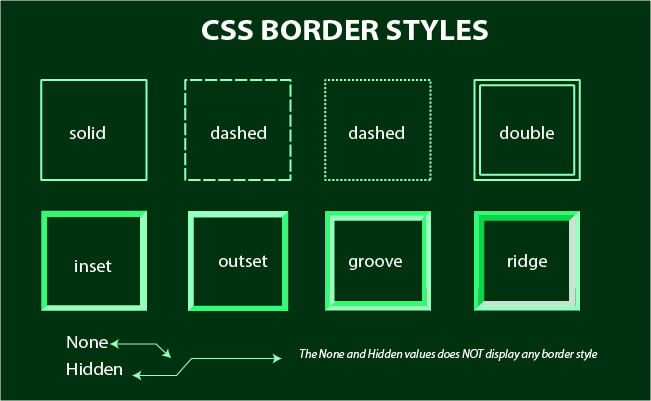 CSS BORDER STYLES
solid
dashed
dashed
double
inset
outset
groove
ridge
None
The None and Hidden values does NOT display any border style
Hidden